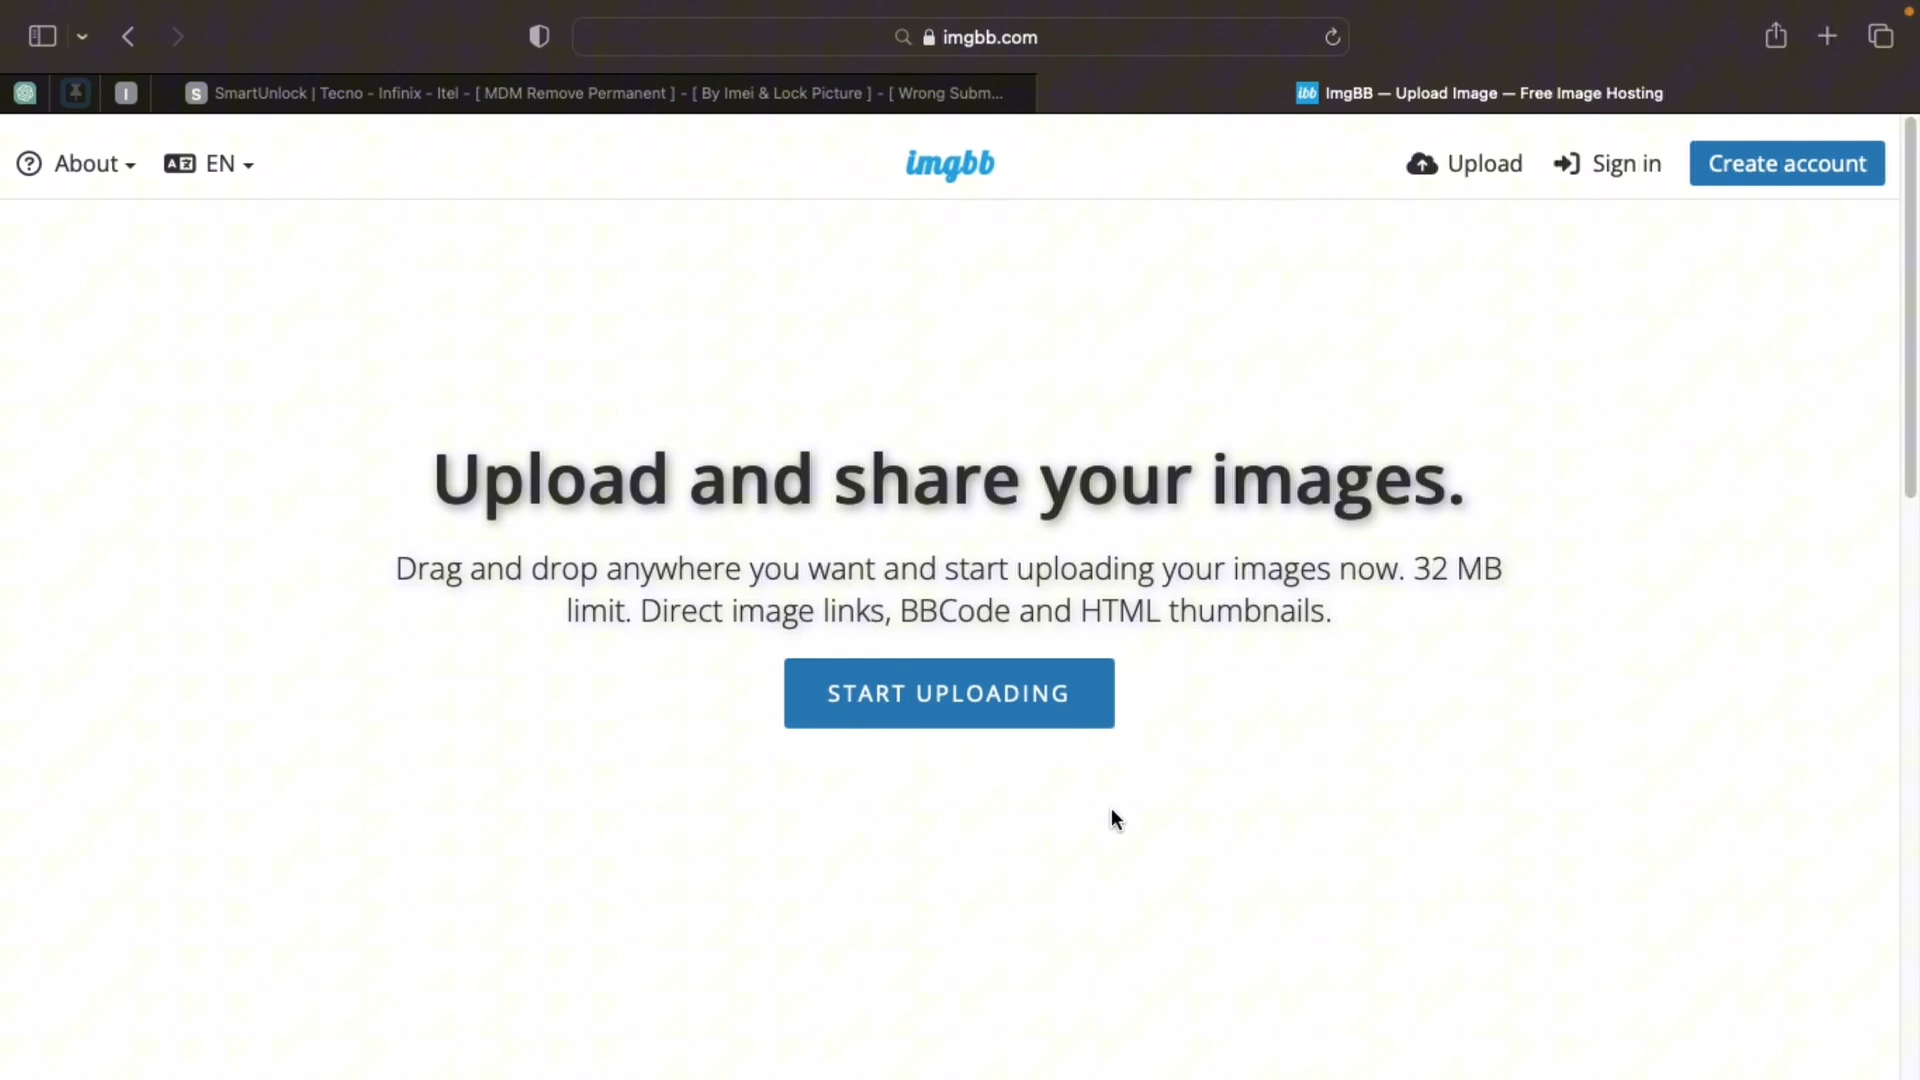 imgbb.com
I
S SmartUnlock | Tecno - Infinix - Itel - [ MDM Remove Permanent ] - [ By Imei & Lock Picture ] - [ Wrong Subm...
ibb ImgBB — Upload Image — Free Image Hosting
About EN imgbb Upload Sign in Create account
Upload and share your images.
Drag and drop anywhere you want and start uploading your images now. 32 MB
limit. Direct image links, BBCode and HTML thumbnails.
START UPLOADING